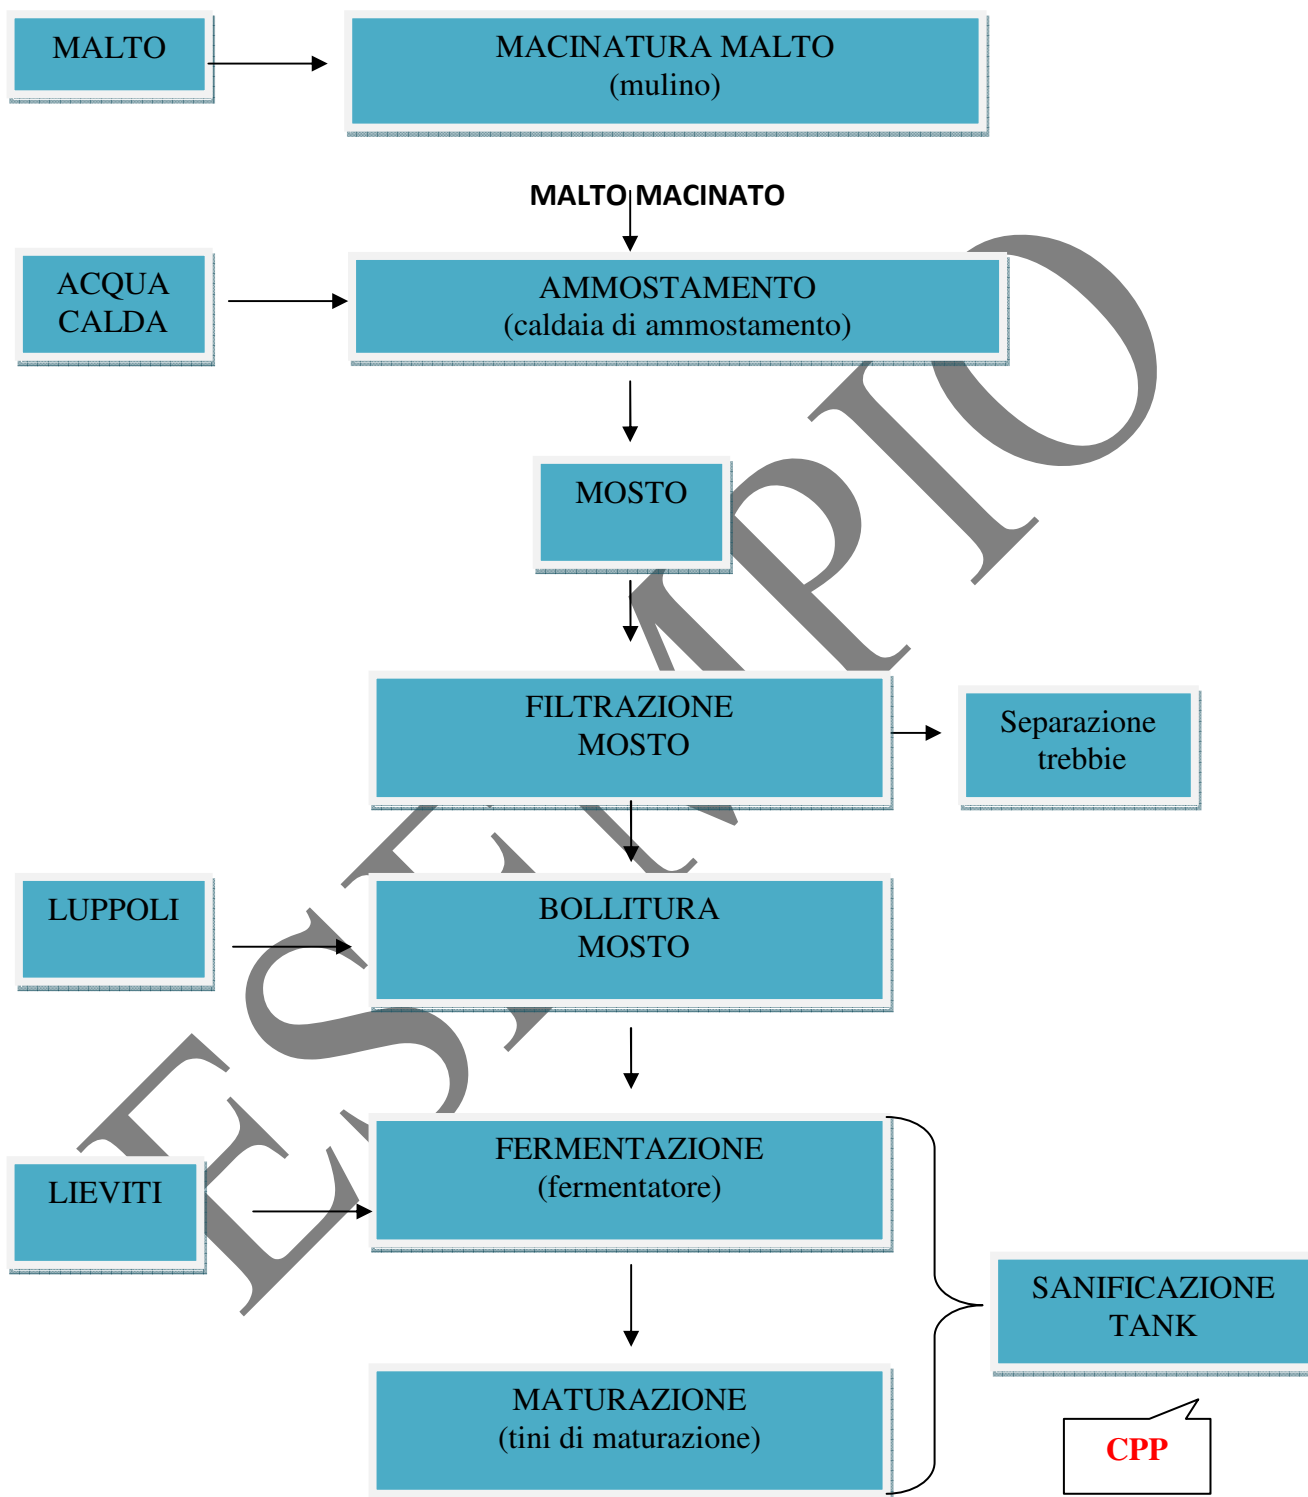 MALTO
MACINATURA MALTO
(mulino)
MALTO MACINATO
ACQUA
CALDA
AMMOSTAMENTO
(caldaia di ammostamento)
MOSTO
FILTRAZIONE
MOSTO
Separazione
trebbie
LUPPOLI
BOLLITURA
MOSTO
FERMENTAZIONE
(fermentatore)
LIEVITI
SANIFICAZIONE
TANK
MATURAZIONE
(tini di maturazione)
CPP
ESEMPIO